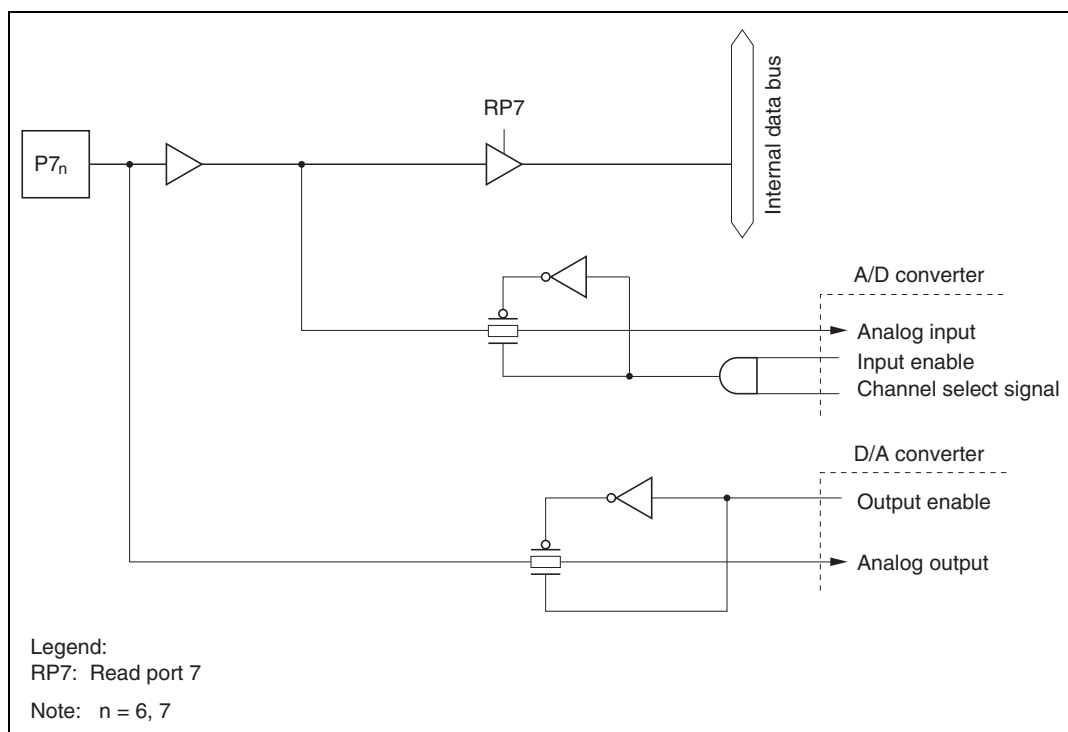 RP7
P7n
Internal data bus
A/D converter
Analog input
Input enable
Channel select signal
D/A converter
Output enable
Analog output
Legend:
RP7: Read port 7
Note: n = 6, 7